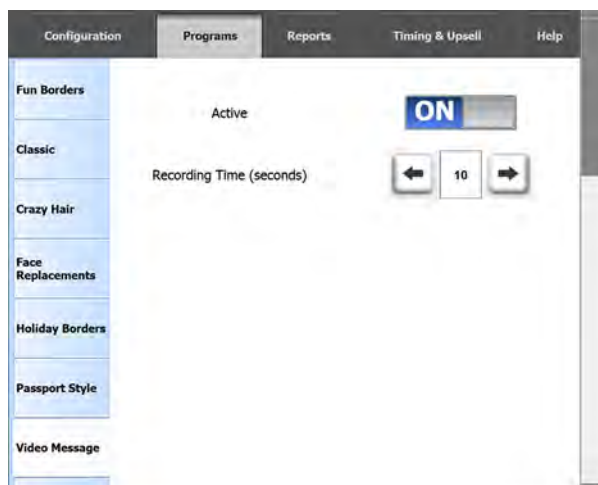 Configuration
Programs
Reports
Timing & Upsell
Help
Fun Borders
Classic
Crazy Hair
Face
Replacements
Holiday Borders
Passport Style
Video Message
Active
ON
Recording Time (seconds)
10